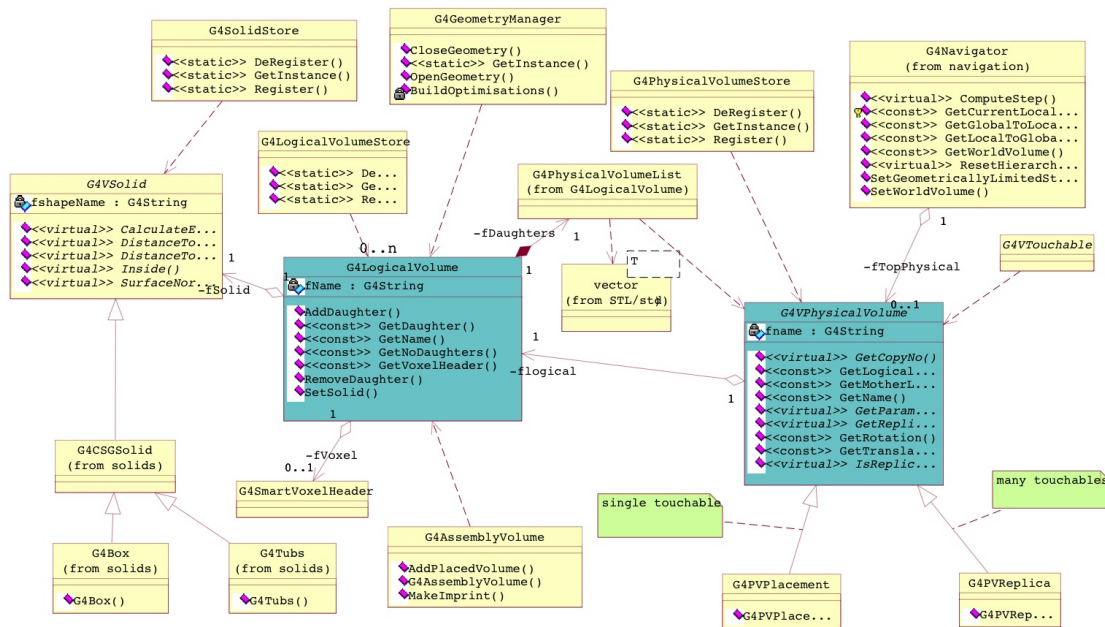 G4SolidStore
<<static>> DeRegister()
<<static>> GetInstance()
<<static>> Register()
G4GeometryManager
CloseGeometry()
<<static>> GetInstance()
OpenGeometry()
BuildOptimisations()
G4PhysicalVolumeStore
<<static>> DeRegister()
<<static>> GetInstance()
<<static>> Register()
G4Navigator
(from navigation)
<<virtual>> ComputeStep()
<<const>> GetCurrentLocal...
<<const>> GetGlobalToLoca...
<<const>> GetLocalToGloba...
<<const>> GetWorldVolume()
<<virtual>> ResetHierarch...
SetGeometricallyLimitedSt...
SetWorldVolume()
G4LogicalVolumeStore
<<static>> De...
<<static>> Ge...
<<static>> Re...
G4PhysicalVolumeList
(from G4LogicalVolume)
G4VSolid
fshapeName : G4String
<<virtual>> CalculateE...
<<virtual>> DistanceTo...
<<virtual>> DistanceTo...
<<virtual>> Inside()
<<virtual>> SurfaceNor...
1
-fSolid
1
0..n
-fDaughters
1
1
G4LogicalVolume
fName : G4String
AddDaughter()
<<const>> GetDaughter()
<<const>> GetName()
<<const>> GetNoDaughters()
<<const>> GetVoxelHeader()
RemoveDaughter()
SetSolid()
T
vector
(from STL/std)
1
-fTopPhysical
0..1
1
G4VTouchable
G4VPhysicalVolume
fname : G4String
<<virtual>> GetCopyNo()
<<const>> GetLogical...
<<const>> GetMotherL...
<<const>> GetName()
<<virtual>> GetParam...
<<virtual>> GetRepli...
<<const>> GetRotation()
<<const>> GetTransla...
<<virtual>> IsReplic...
1
-flogical
1
1
-fVoxel
0..1
G4SmartVoxelHeader
G4CSGSolid
(from solids)
G4Box
(from solids)
G4Box()
G4Tubs
(from solids)
G4Tubs()
G4AssemblyVolume
AddPlacedVolume()
G4AssemblyVolume()
MakeImprint()
single touchable
many touchables
G4PVPlacement
G4PVPlace...
G4PVReplica
G4PVRep...